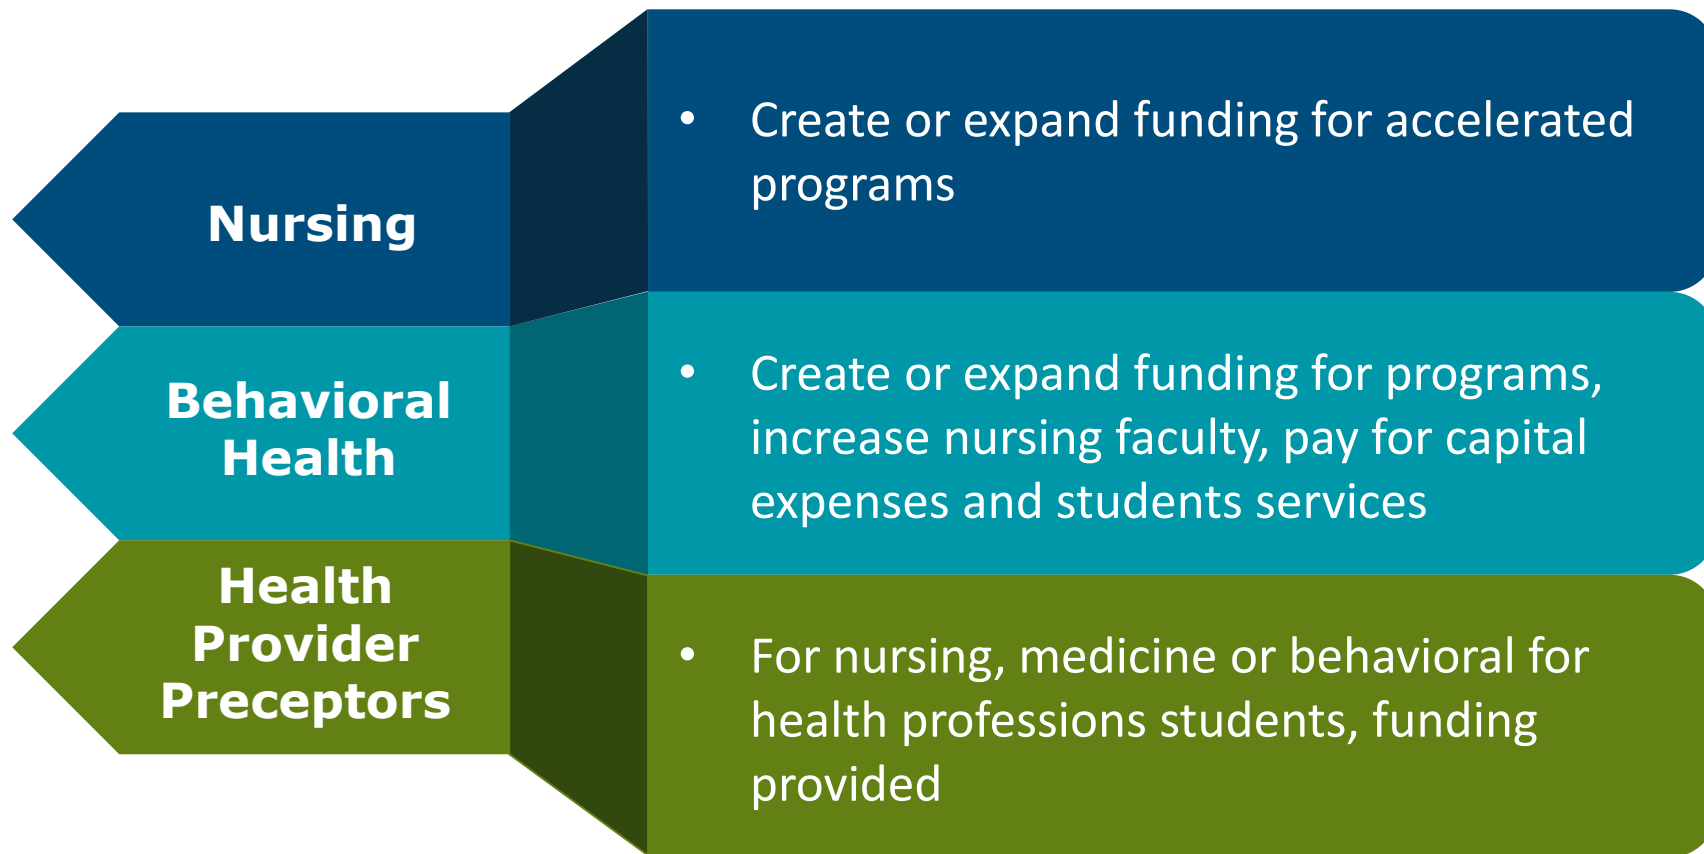 Nursing
• Create or expand funding for accelerated
programs
Behavioral
Health
• Create or expand funding for programs,
increase nursing faculty, pay for capital
expenses and students services
Health
Provider
Preceptors
• For nursing, medicine or behavioral for
health professions students, funding
provided